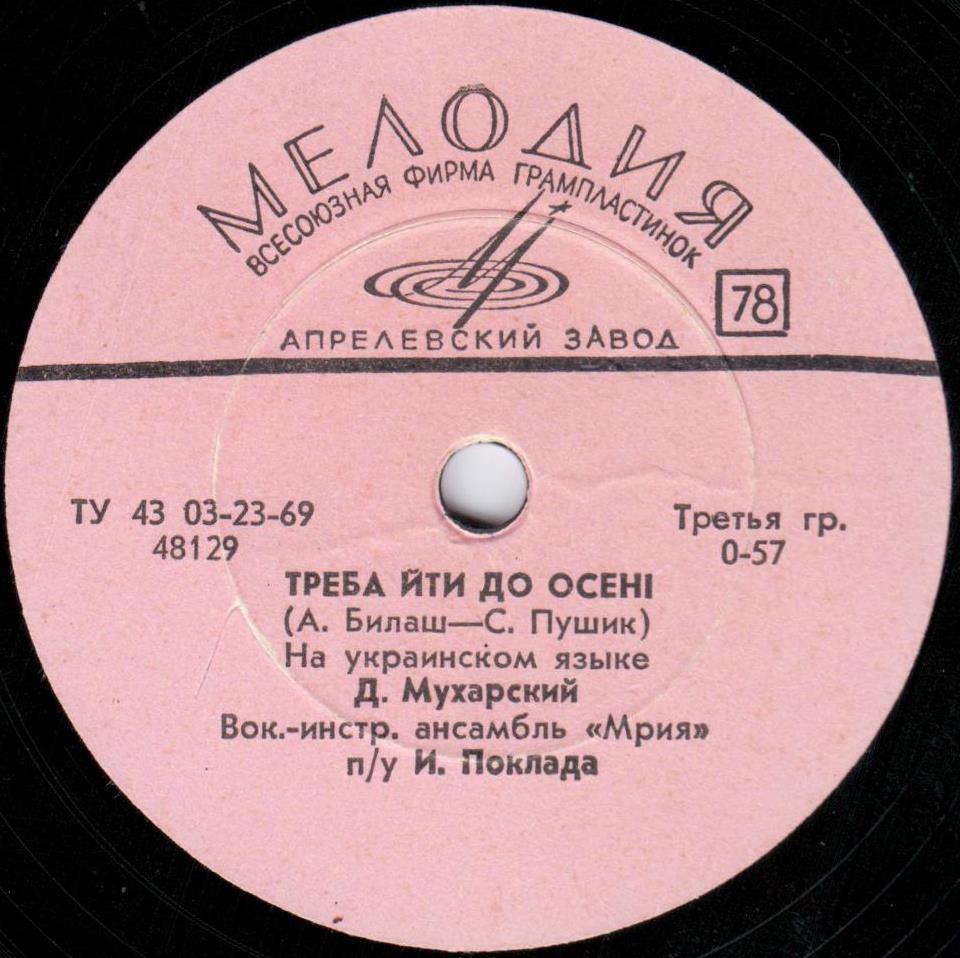 МЕЛОДИЯ
ВСЕСОЮЗНАЯ ФИРМА ГРАМПЛАСТИНОК
78
АПРЕЛЕВСКИЙ ЗАВОД
ТУ 43 03-23-69
48129
Третья гр.
0-57
ТРЕБА ЙТИ ДО ОСЕНІ
(А. Билаш—С. Пушик)
На украинском языке
Д. Мухарский
Вок.-инстр. ансамбль «Мрия»
п/у И. Поклада